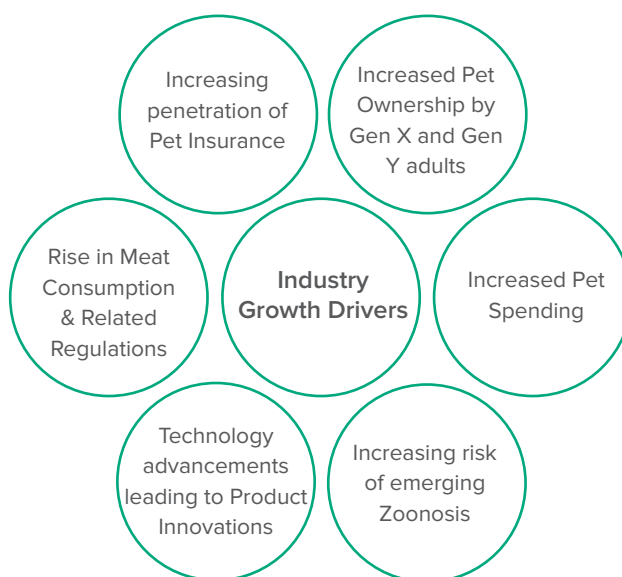 Increasing
penetration of
Pet Insurance
Increased Pet
Ownership by
Gen X and Gen
Y adults
Rise in Meat
Consumption
& Related
Regulations
Industry
Growth Drivers
Increased Pet
Spending
Technology
advancements
leading to Product
Innovations
Increasing risk
of emerging
Zoonosis